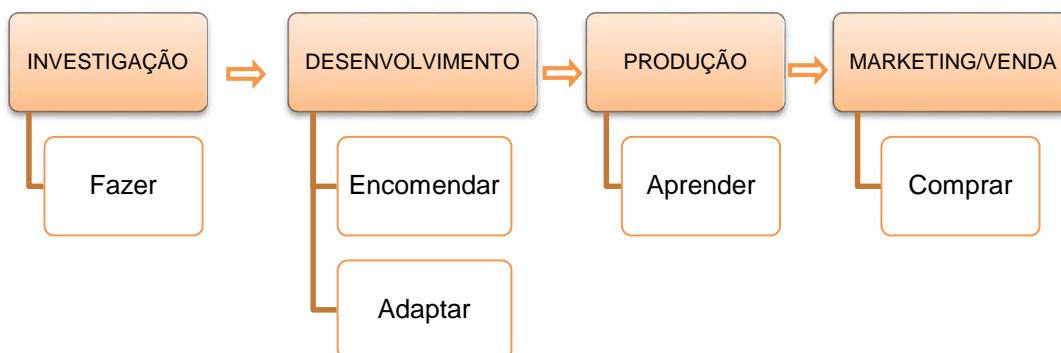 INVESTIGAÇÃO
DESENVOLVIMENTO
PRODUÇÃO
MARKETING/VENDA
Fazer
Encomendar
Aprender
Comprar
Adaptar